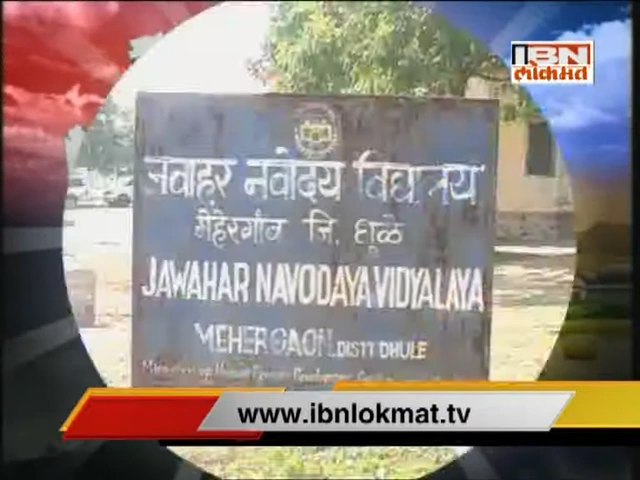 IBN
लोकमत
जवाहर नवोदय विद्यालय
मेहेरगांव जि. धुळे
JAWAHAR NAVODAYA VIDYALAYA
MEHERGAON DISTT DHULE
www.ibnlokmat.tv